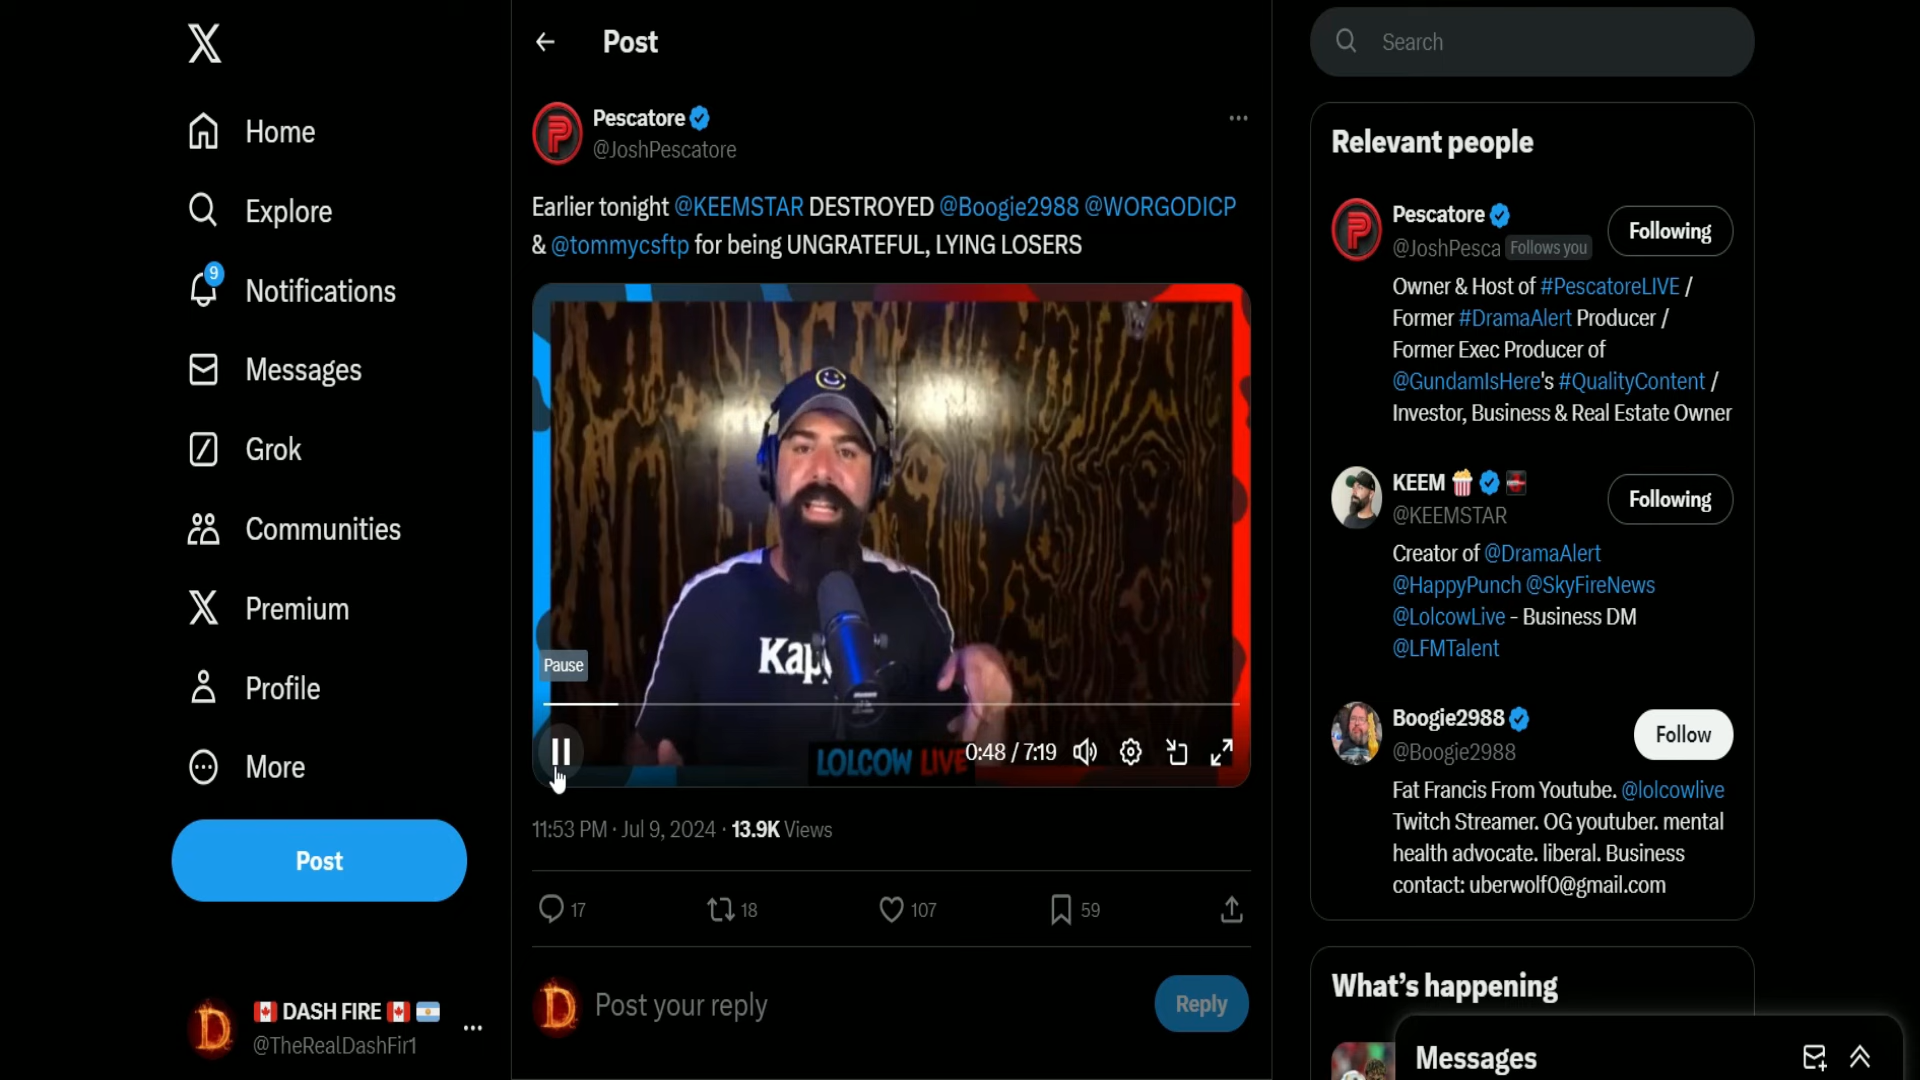 Home
Explore
9
Notifications
Messages
Grok
Communities
Premium
Profile
More
Post
DASH FIRE
@TheRealDashFir1
Post
Pescatore
@JoshPescatore
Earlier tonight @KEEMSTAR DESTROYED @Boogie2988 @WORGODICP
& @tommycsftp for being UNGRATEFUL, LYING LOSERS
Pause
LOLCOW LIVE
0:48 / 7:19
11:53 PM · Jul 9, 2024 · 13.9K Views
17
18
107
59
Post your reply
Reply
Search
Relevant people
Pescatore
@JoshPesca Follows you
Following
Owner & Host of #PescatoreLIVE /
Former #DramaAlert Producer /
Former Exec Producer of
@GundamIsHere's #QualityContent /
Investor, Business & Real Estate Owner
KEEM
@KEEMSTAR
Following
Creator of @DramaAlert
@HappyPunch @SkyFireNews
@LolcowLive - Business DM
@LFMTalent
Boogie2988
@Boogie2988
Follow
Fat Francis From Youtube. @lolcowlive
Twitch Streamer. OG youtuber. mental
health advocate. liberal. Business
contact: uberwolf0@gmail.com
What's happening
Messages